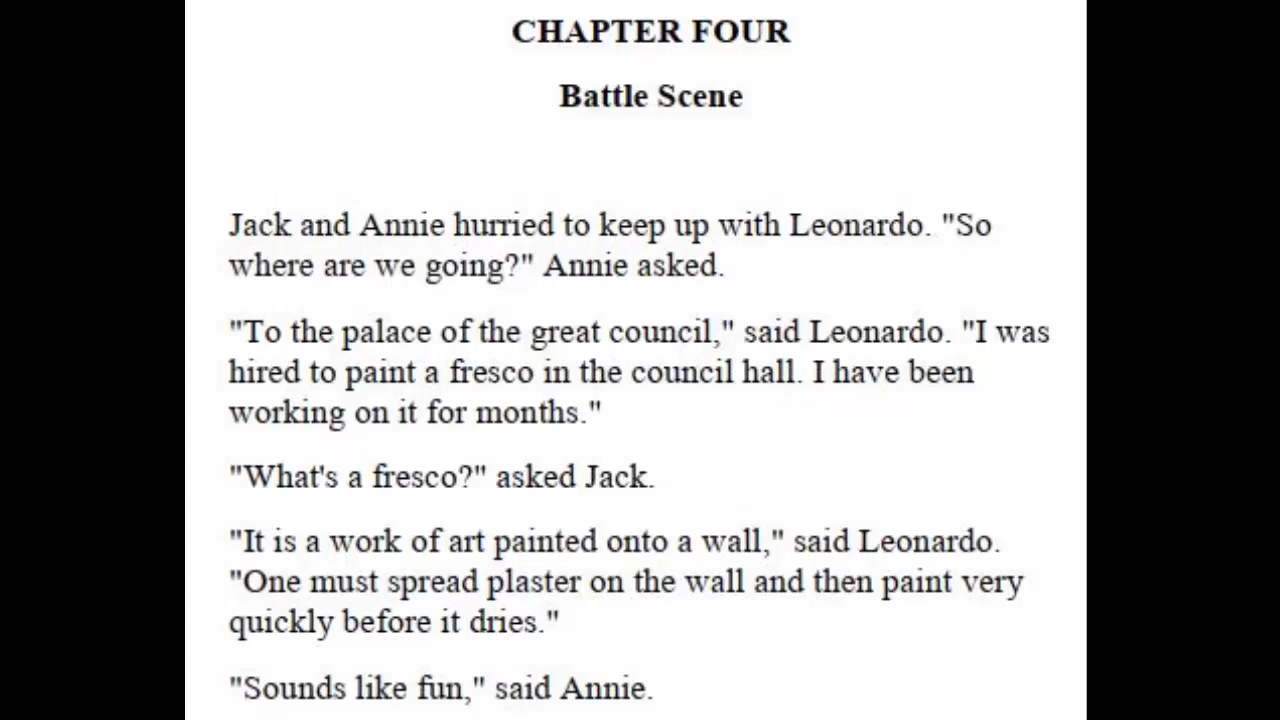 CHAPTER FOUR
Battle Scene
Jack and Annie hurried to keep up with Leonardo. "So
where are we going?" Annie asked.
"To the palace of the great council," said Leonardo. "I was
hired to paint a fresco in the council hall. I have been
working on it for months."
"What's a fresco?" asked Jack.
"It is a work of art painted onto a wall," said Leonardo.
"One must spread plaster on the wall and then paint very
quickly before it dries."
"Sounds like fun," said Annie.